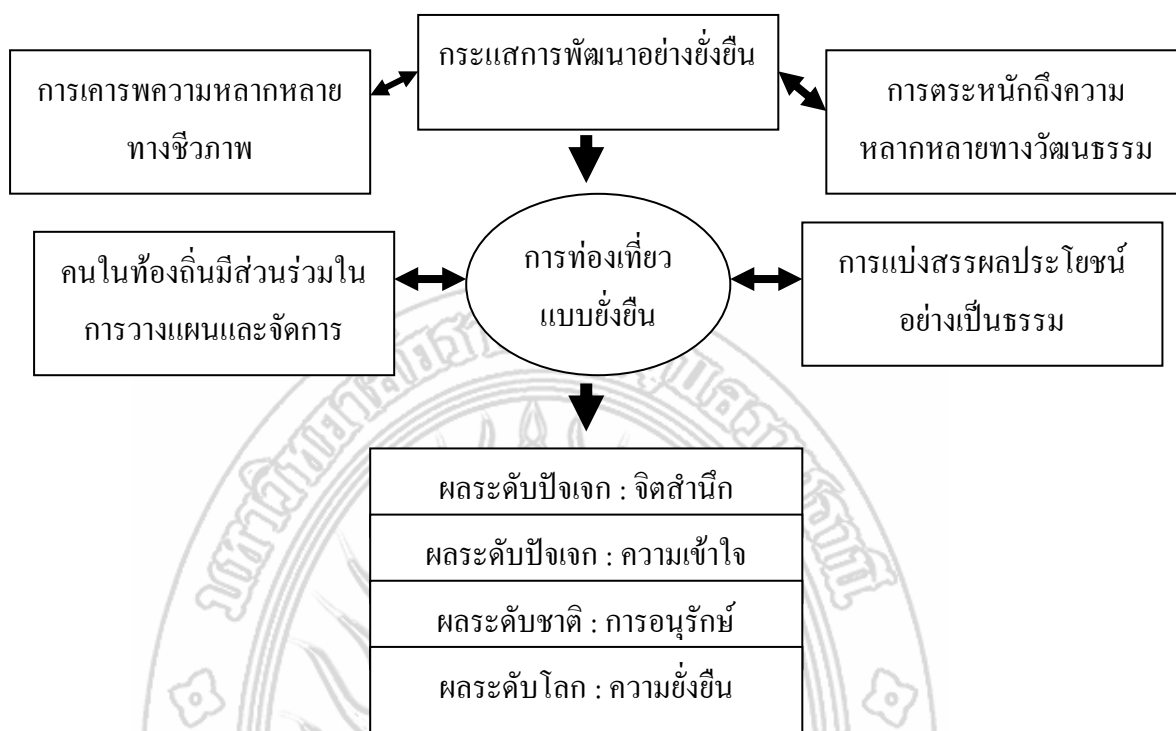 กระแสการพัฒนาอย่างยั่งยืน
การเคารพความหลากหลาย
ทางชีวภาพ
การตระหนักถึงความ
หลากหลายทางวัฒนธรรม
คนในท้องถิ่นมีส่วนร่วมใน
การวางแผนและจัดการ
การท่องเที่ยว
แบบยั่งยืน
การแบ่งสรรผลประโยชน์
อย่างเป็นธรรม
ผลระดับปัจเจก : จิตสำนึก
ผลระดับปัจเจก : ความเข้าใจ
ผลระดับชาติ : การอนุรักษ์
ผลระดับโลก : ความยั่งยืน